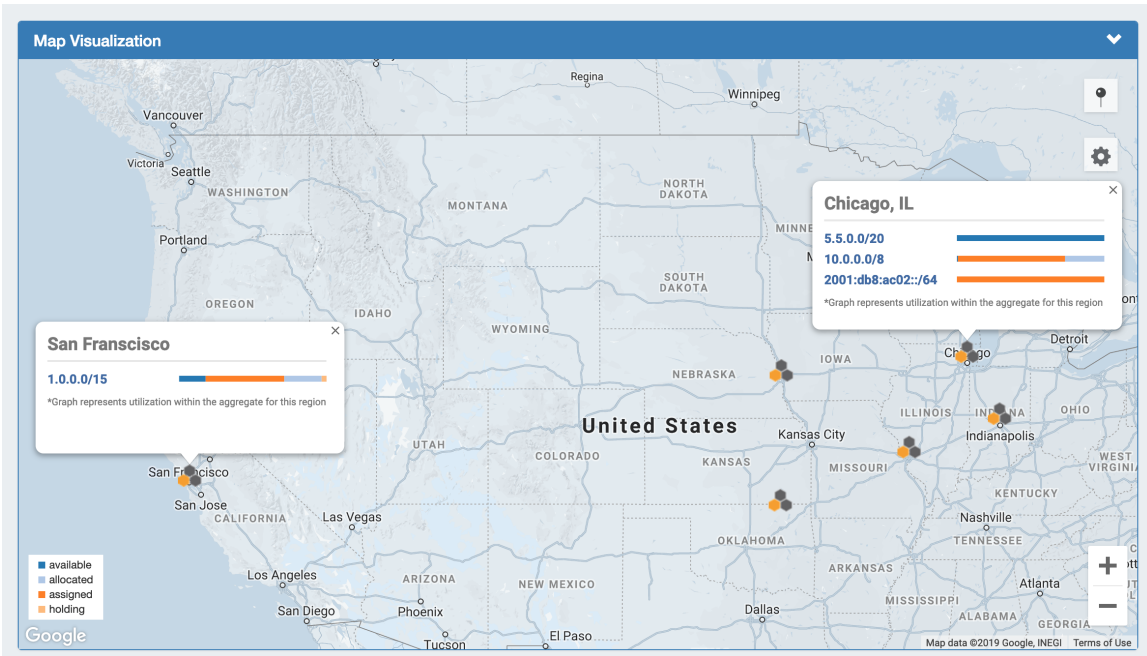 Map Visualization
Regina
Winnipeg
Vancouver
Victoria
Seattle
WASHINGTON
NORTH
DAKOTA
MONTANA
Chicago, IL
5.5.0.0/20
10.0.0.0/8
2001:db8:ac02::/64
*Graph represents utilization within the aggregate for this region
MINNE
Portland
SOUTH
DAKOTA
OREGON
IDAHO
WYOMING
San Franscisco
1.0.0.0/15
*Graph represents utilization within the aggregate for this region
Detroit
IOWA
NEBRASKA
ILLINOIS
OHIO
United States
Kansas City
Indianapolis
UTAH
COLORADO
KANSAS
MISSOURI
WEST
VIRGINIA
San Francisco
San Jose
CALIFORNIA
Las Vegas
KENTUCKY
Nashville
TENNESSEE
OKLAHOMA
ARKANSAS
available
allocated
assigned
holding
Los Angeles
ARIZONA
NEW MEXICO
Atlanta
MISSISSIPPI
San Diego
Phoenix
Dallas
ALABAMA
GEORGIA
Tucson
El Paso
Google
Map data ©2019 Google, INEGI
Terms of Use